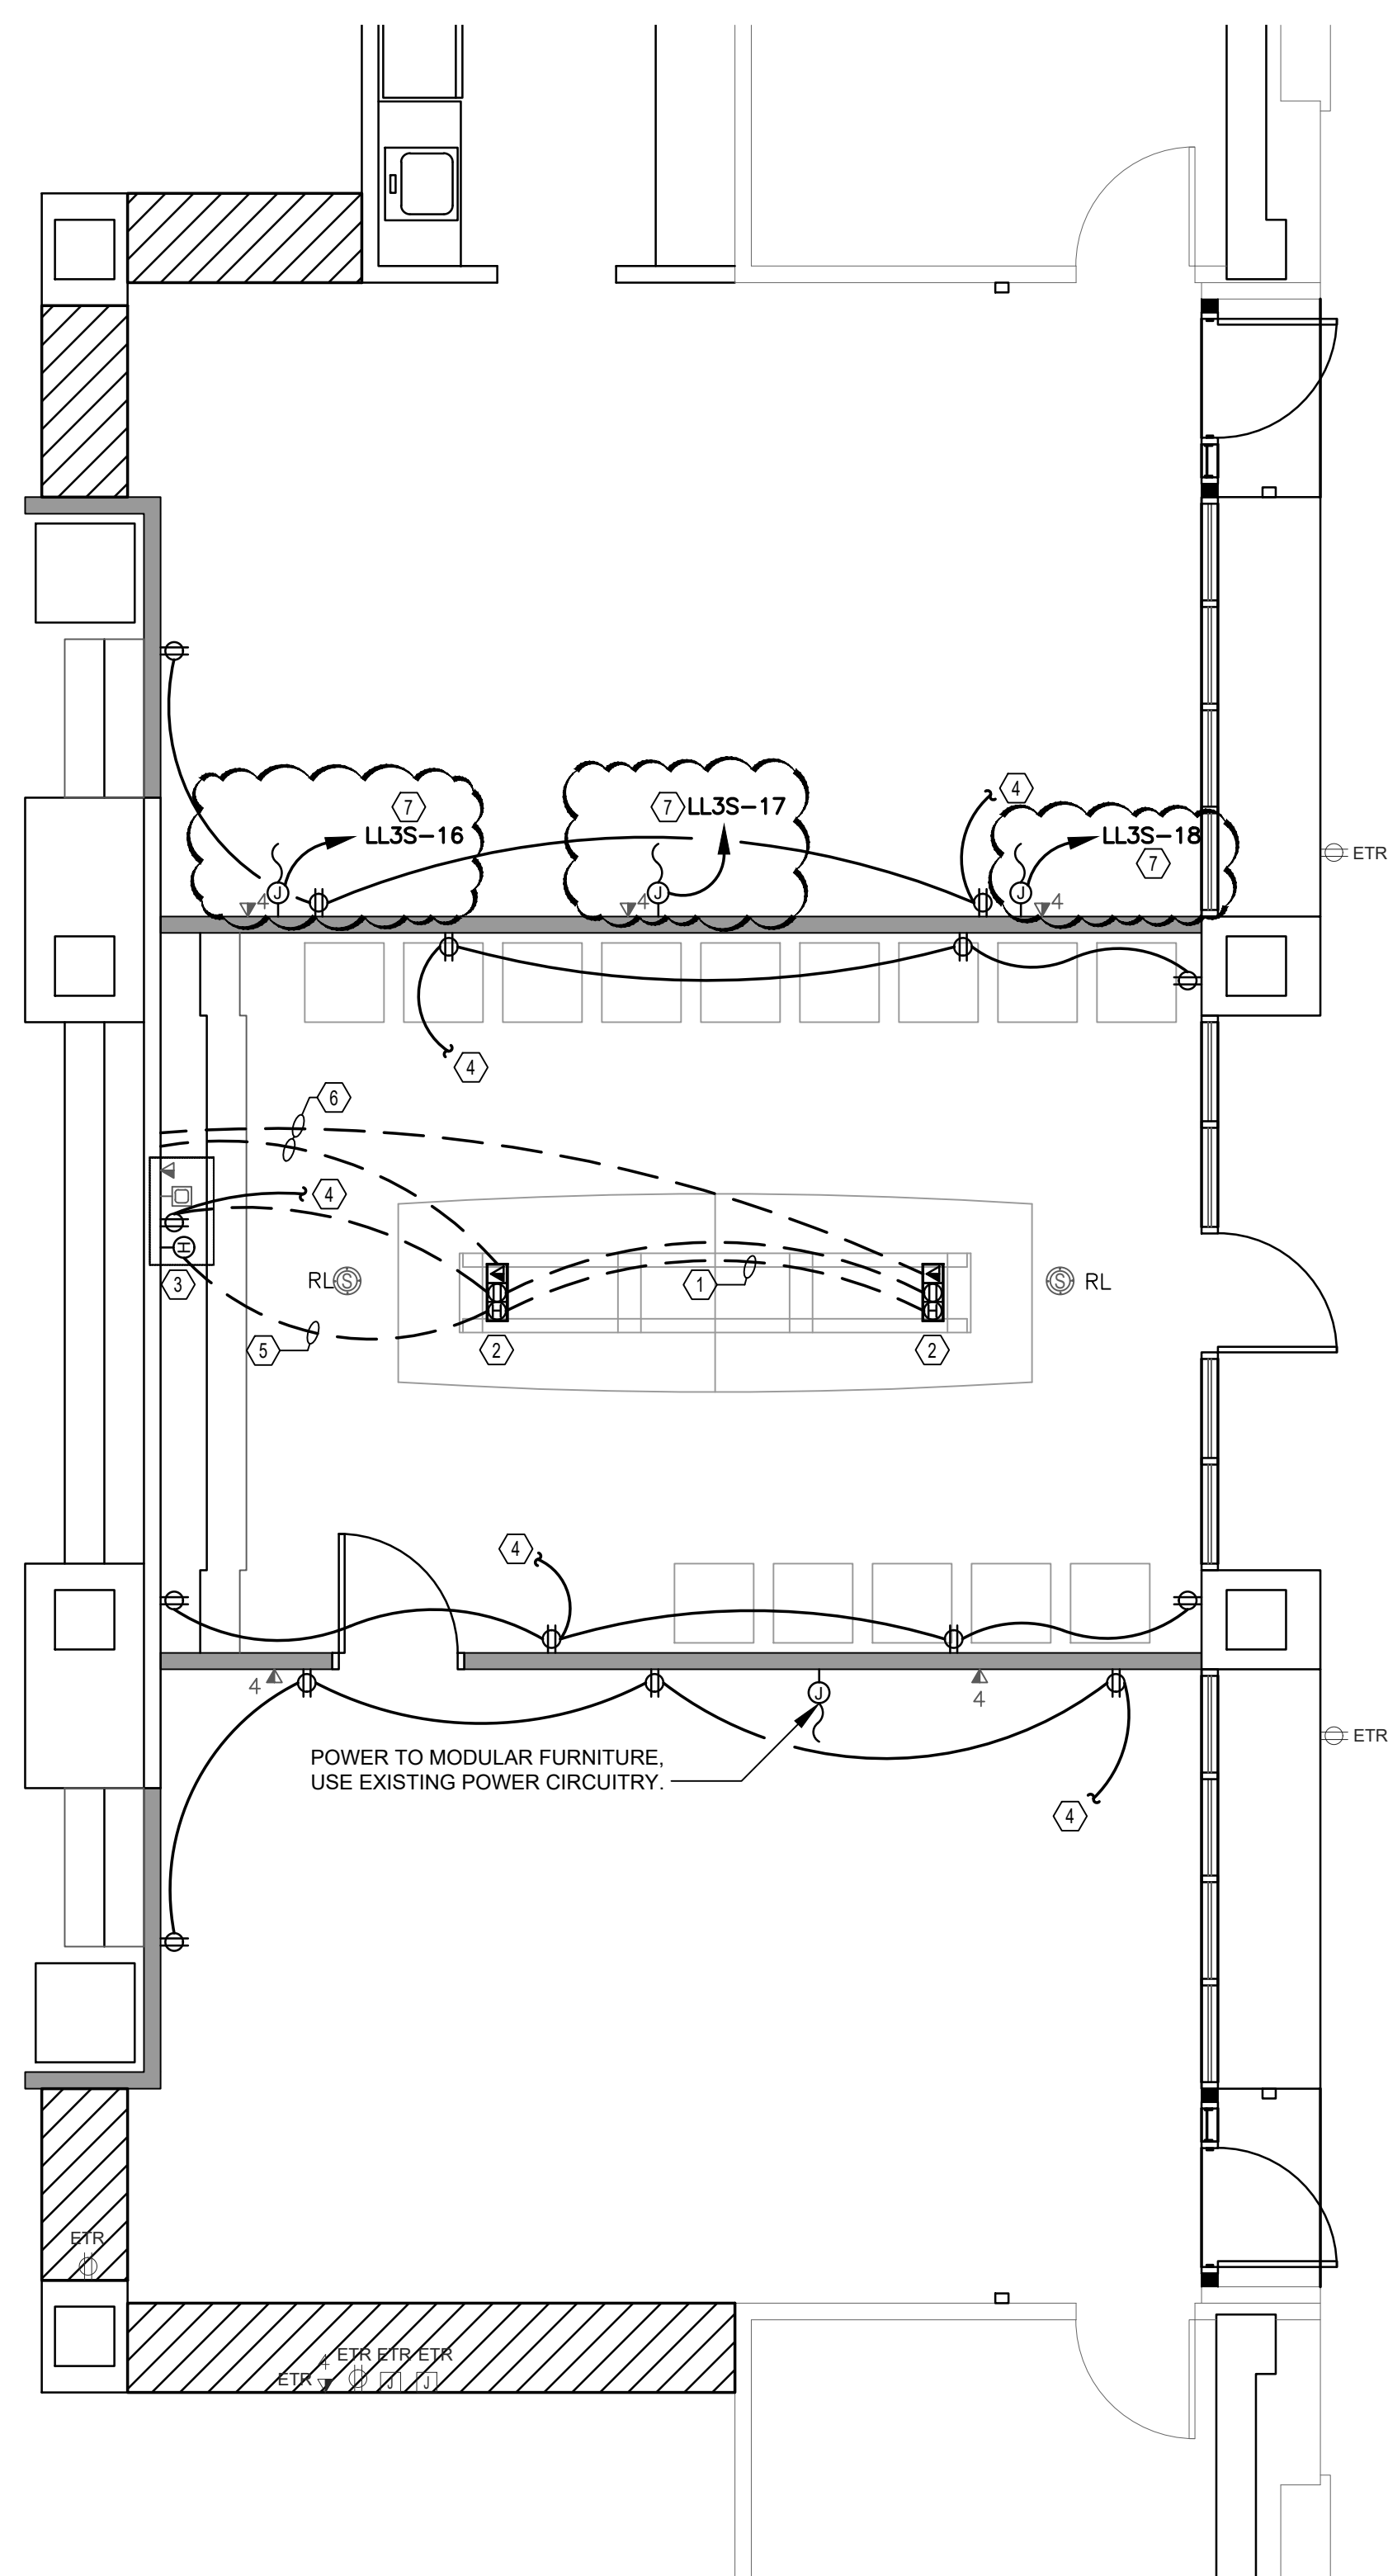 7
LL3S-16
7 LL3S-17
4
LL3S-18
7
ETR
J
4
J
4
J
4
4
6
4
H
3
RL S
1
S RL
H
H
5
2
2
4
4
J
4
ETR
POWER TO MODULAR FURNITURE,
USE EXISTING POWER CIRCUITRY.
4
ETR
4
ETR ETR ETR
ETR
J
J